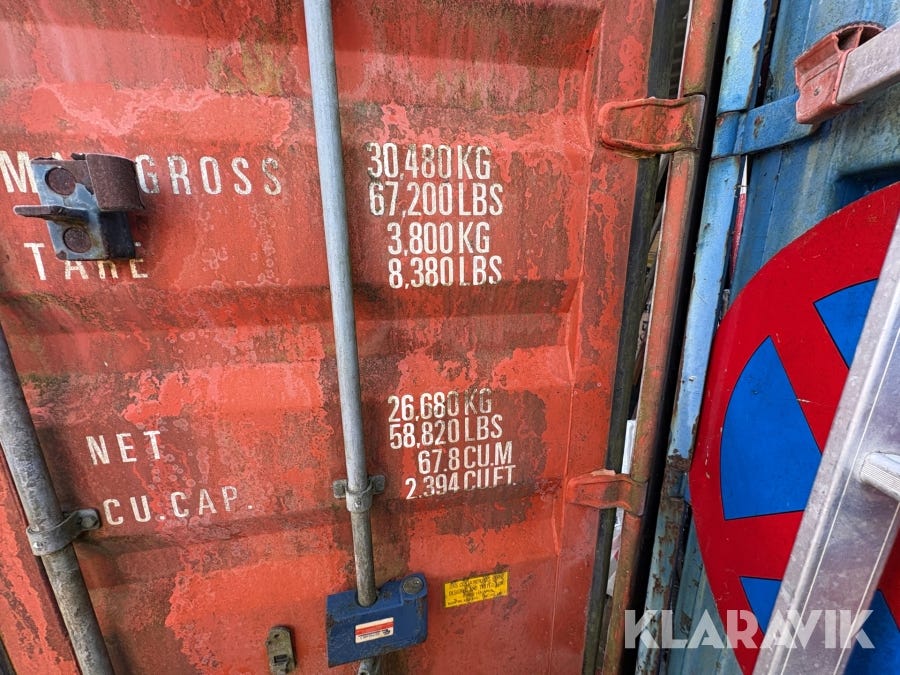 MAX GROSS 30,480 KG
67,200 LBS
TARE 3,800 KG
8,380 LBS
26,680 KG
NET 58,820 LBS
67.8 CU.M
CU.CAP. 2,394 CU.FT.
KLARAVIK